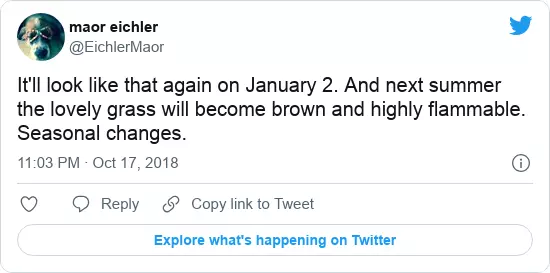 maor eichler
@EichlerMaor
It'll look like that again on January 2. And next summer
the lovely grass will become brown and highly flammable.
Seasonal changes.
11:03 PM · Oct 17, 2018
Reply
Copy link to Tweet
Explore what's happening on Twitter